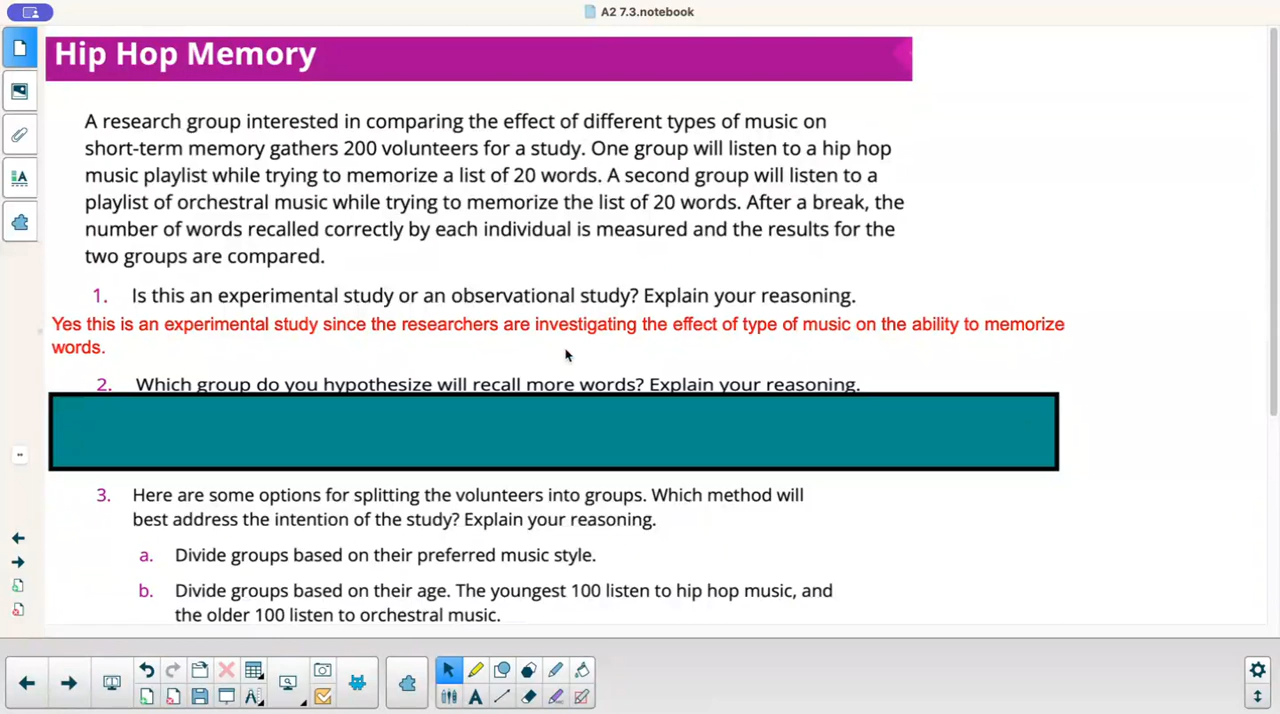 A2 7.3.notebook
Hip Hop Memory
A research group interested in comparing the effect of different types of music on
short-term memory gathers 200 volunteers for a study. One group will listen to a hip hop
music playlist while trying to memorize a list of 20 words. A second group will listen to a
playlist of orchestral music while trying to memorize the list of 20 words. After a break, the
number of words recalled correctly by each individual is measured and the results for the
two groups are compared.
1. Is this an experimental study or an observational study? Explain your reasoning.
Yes this is an experimental study since the researchers are investigating the effect of type of music on the ability to memorize
words.
2. Which group do you hypothesize will recall more words? Explain your reasoning.
3. Here are some options for splitting the volunteers into groups. Which method will
best address the intention of the study? Explain your reasoning.
a. Divide groups based on their preferred music style.
b. Divide groups based on their age. The youngest 100 listen to hip hop music, and
the older 100 listen to orchestral music.